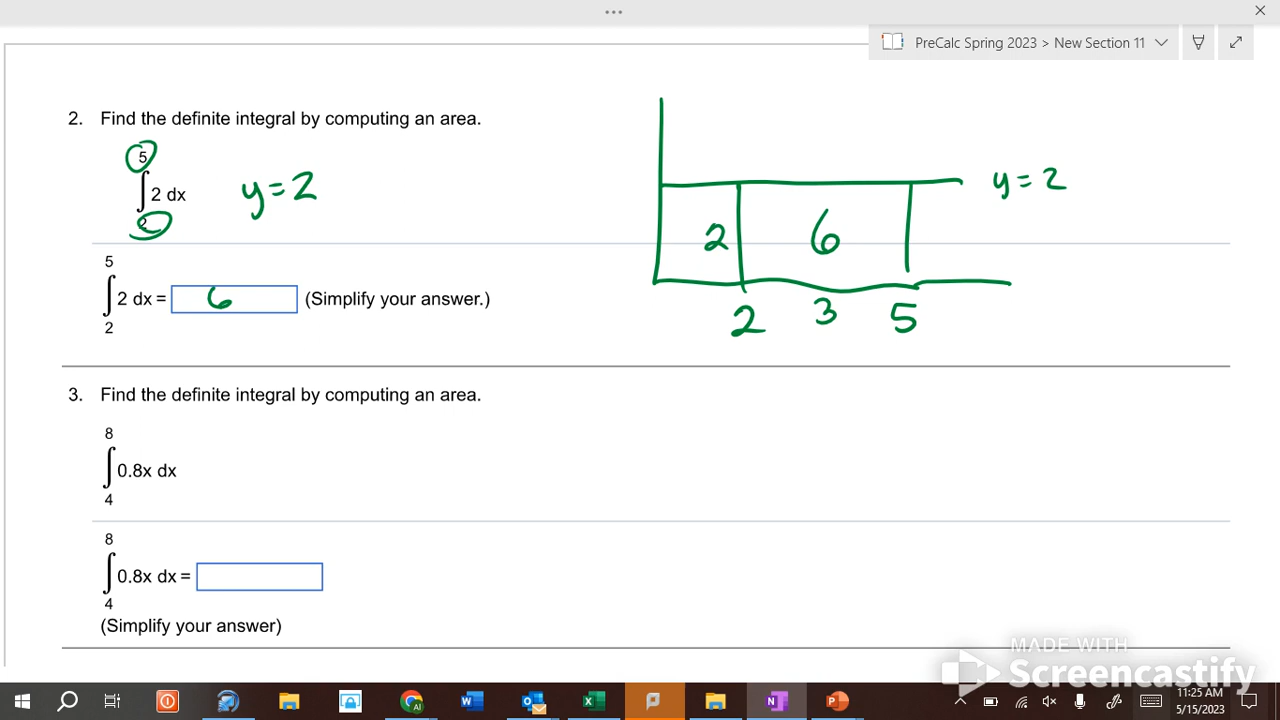 PreCalc Spring 2023 > New Section 11
2. Find the definite integral by computing an area.
5
∫ 2 dx
2
y = 2
y = 2
2
6
2 3 5
5
∫ 2 dx = 6 (Simplify your answer.)
2
3. Find the definite integral by computing an area.
8
∫ 0.8x dx
4
8
∫ 0.8x dx =
4
(Simplify your answer)
MADE WITH
Screencastify
11:25 AM
5/15/2023